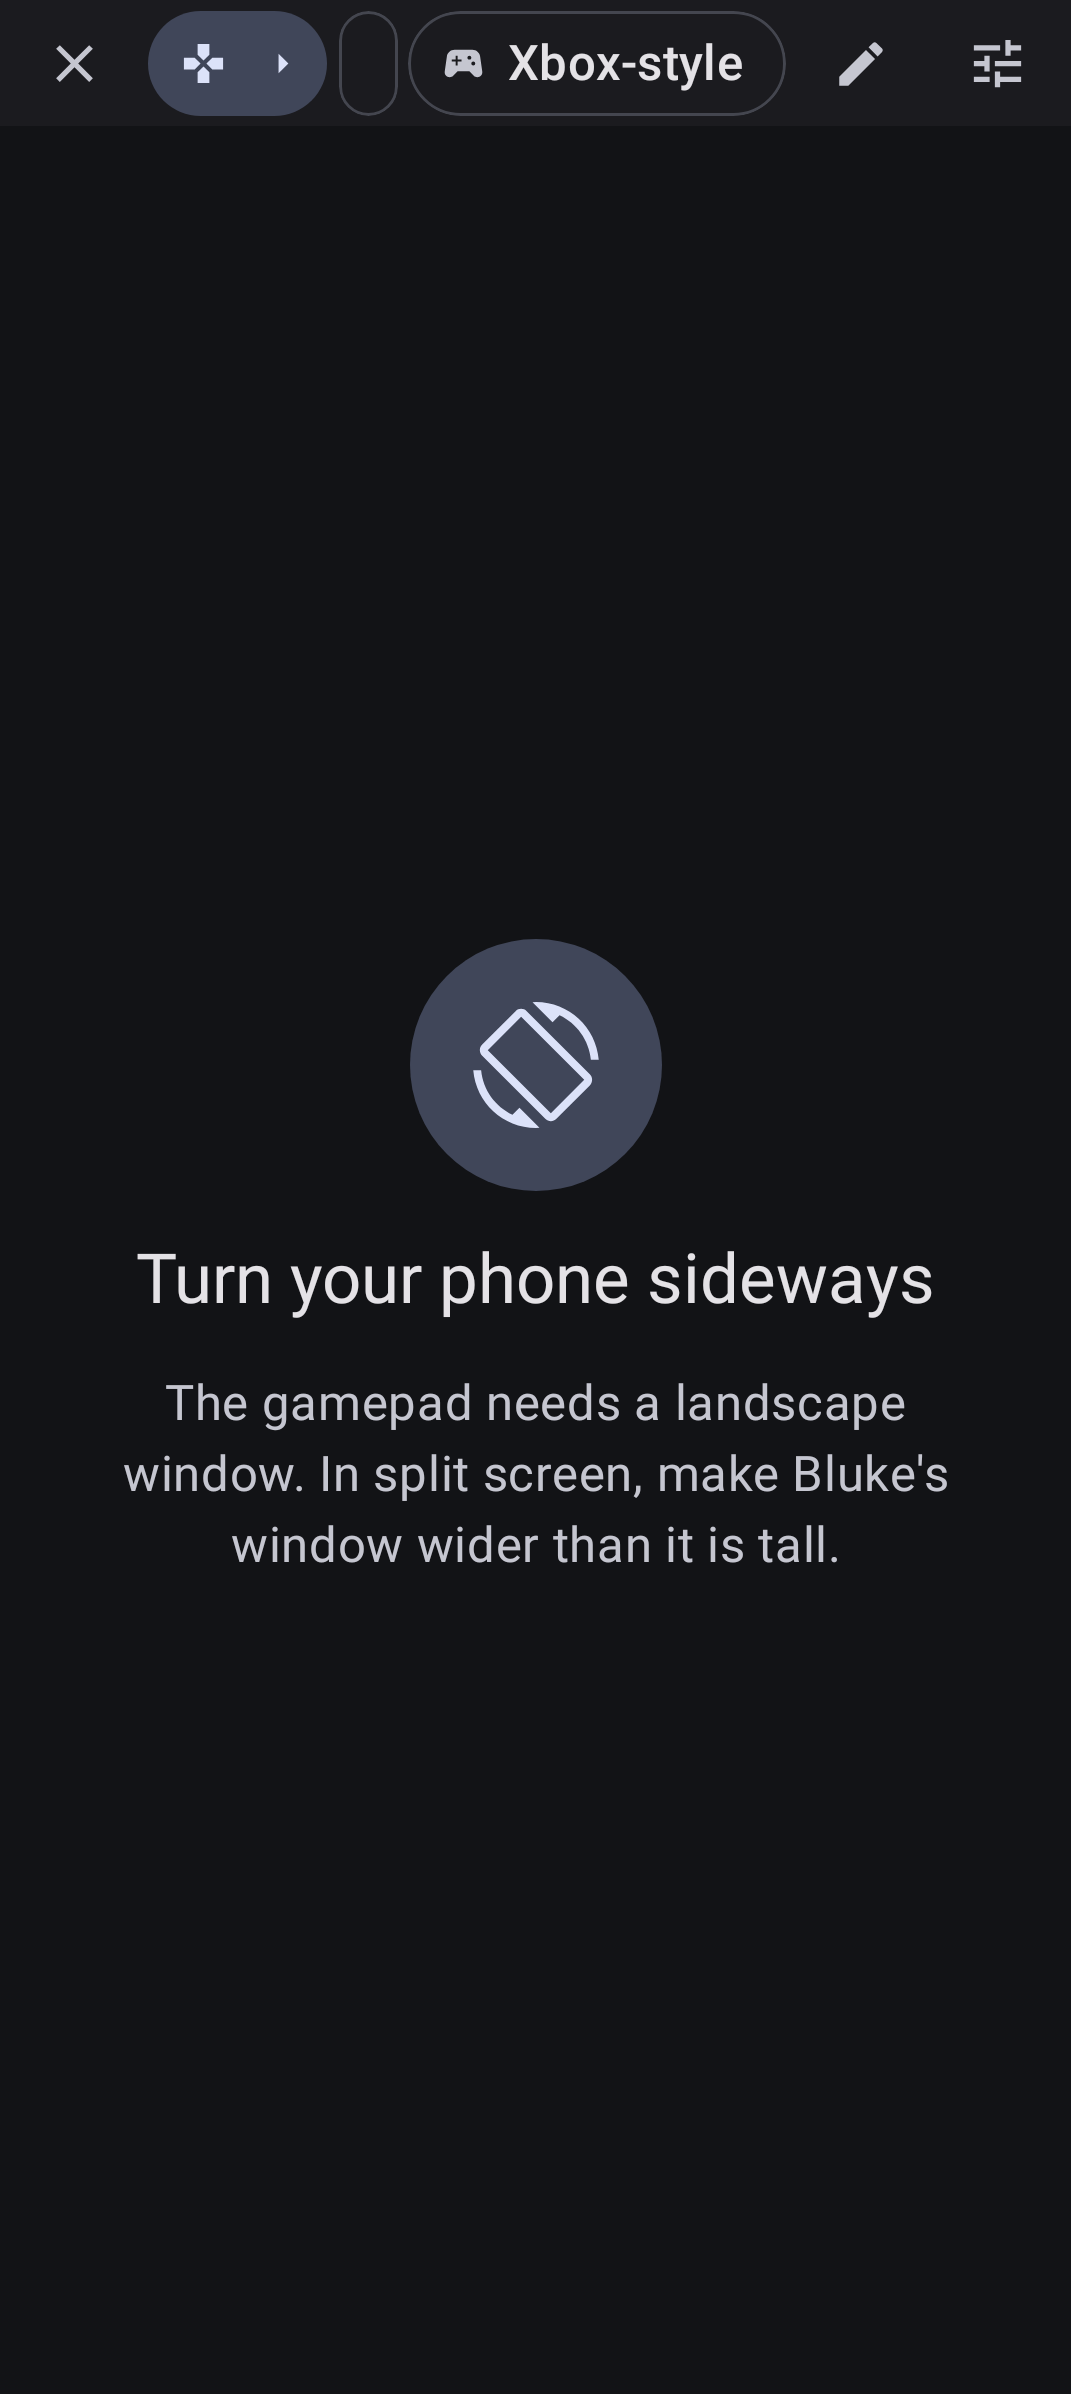 Xbox-style
Turn your phone sideways
The gamepad needs a landscape
window. In split screen, make Bluke's
window wider than it is tall.